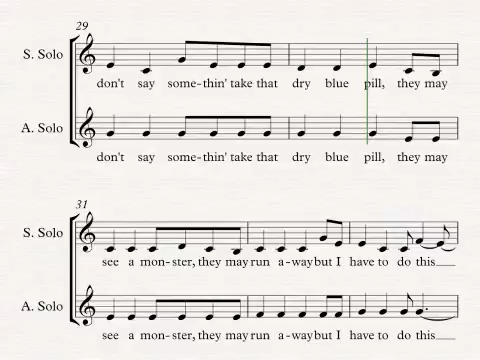 29
S. Solo
don't say some-thin' take that dry blue pill, they may
A. Solo
don't say some-thin' take that dry blue pill, they may
31
S. Solo
see a mon-ster, they may run a-way but I have to do this
A. Solo
see a mon-ster, they may run a-way but I have to do this